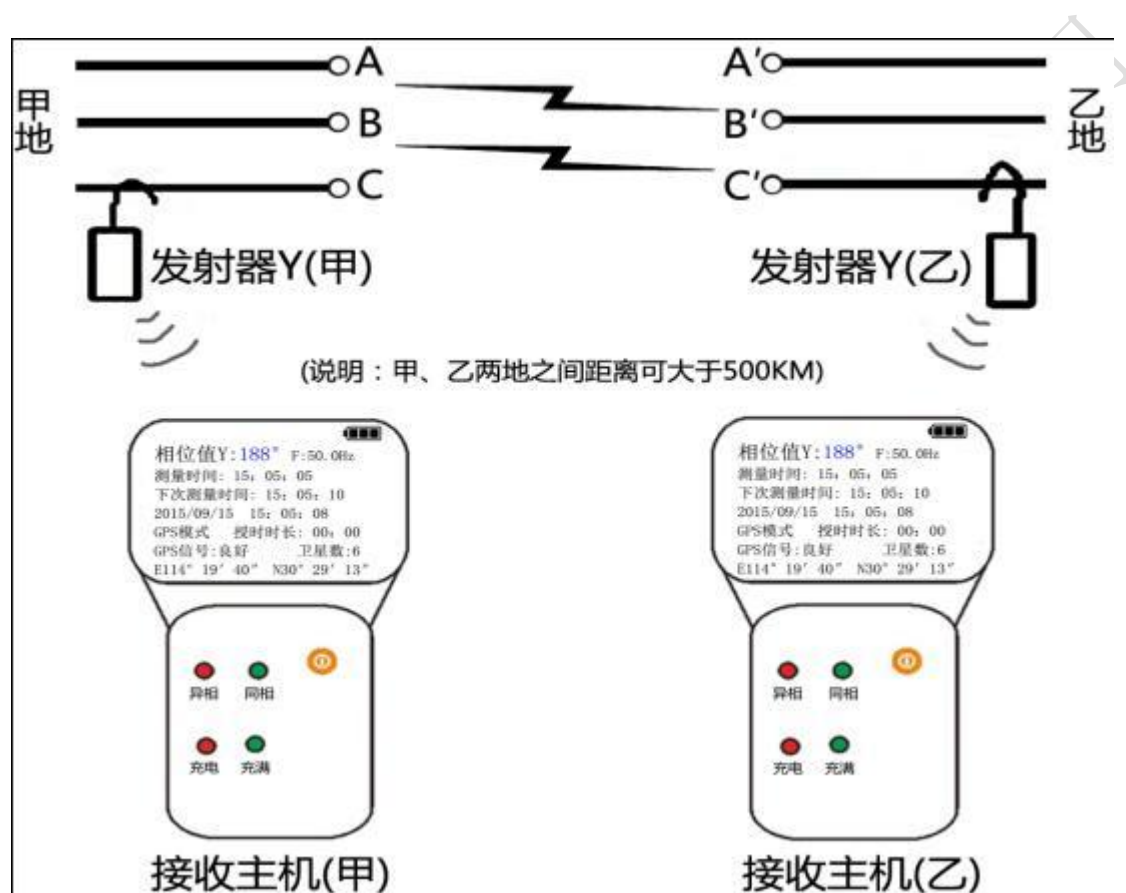 A
A′
甲地
乙地
B
B′
C
C′
发射器Y(甲)
发射器Y(乙)
(说明：甲、乙两地之间距离可大于500KM)
相位值Y:188° F:50.0Hz
测量时间: 15: 05: 05
下次测量时间: 15: 05: 10
2015/09/15 15: 05: 08
GPS模式 授时时长: 00: 00
GPS信号:良好 卫星数:6
E114° 19′ 40″ N30° 29′ 13″
异相 同相
充电 充满
接收主机(甲)
相位值Y:188° F:50.0Hz
测量时间: 15: 05: 05
下次测量时间: 15: 05: 10
2015/09/15 15: 05: 08
GPS模式 授时时长: 00: 00
GPS信号:良好 卫星数:6
E114° 19′ 40″ N30° 29′ 13″
异相 同相
充电 充满
接收主机(乙)